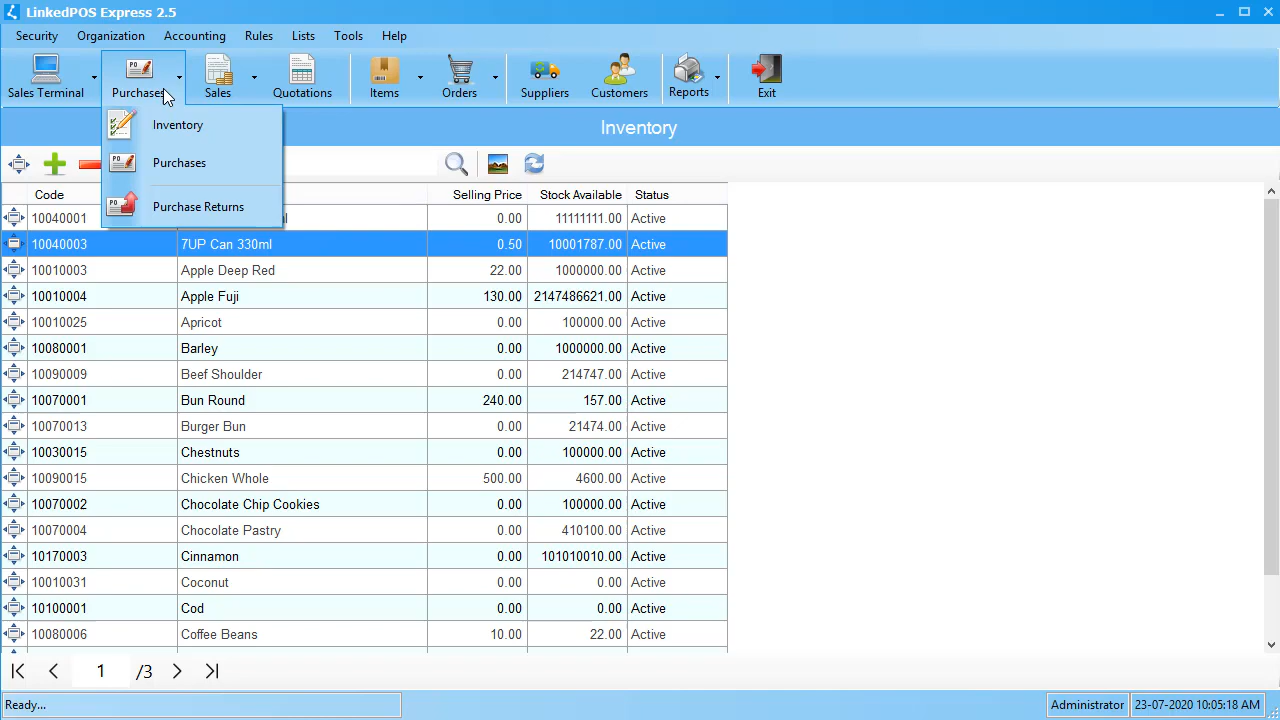 LinkedPOS Express 2.5
Security Organization Accounting Rules Lists Tools Help
Sales Terminal Purchases Sales Quotations Items Orders Suppliers Customers Reports Exit
Inventory
Purchases
Purchase Returns
Inventory
Code Selling Price Stock Available Status
10040001 0.00 11111111.00 Active
10040003 7UP Can 330ml 0.50 10001787.00 Active
10010003 Apple Deep Red 22.00 1000000.00 Active
10010004 Apple Fuji 130.00 2147486621.00 Active
10010025 Apricot 0.00 100000.00 Active
10080001 Barley 0.00 1000000.00 Active
10090009 Beef Shoulder 0.00 214747.00 Active
10070001 Bun Round 240.00 157.00 Active
10070013 Burger Bun 0.00 21474.00 Active
10030015 Chestnuts 0.00 100000.00 Active
10090015 Chicken Whole 500.00 4600.00 Active
10070002 Chocolate Chip Cookies 0.00 100000.00 Active
10070004 Chocolate Pastry 0.00 410100.00 Active
10170003 Cinnamon 0.00 101010010.00 Active
10010031 Coconut 0.00 0.00 Active
10100001 Cod 0.00 0.00 Active
10080006 Coffee Beans 10.00 22.00 Active
1 /3
Ready... Administrator 23-07-2020 10:05:18 AM